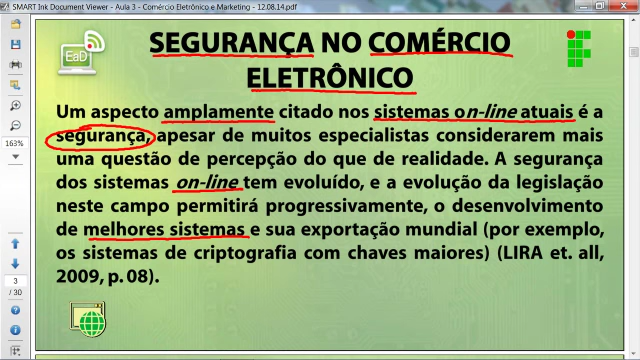 SMART Ink Document Viewer - Aula 3 - Comércio Eletrônico e Marketing - 12.08.14.pdf
EaD
SEGURANÇA NO COMÉRCIO
ELETRÔNICO
Um aspecto amplamente citado nos sistemas on-line atuais é a
segurança, apesar de muitos especialistas considerarem mais
uma questão de percepção do que de realidade. A segurança
dos sistemas on-line tem evoluído, e a evolução da legislação
neste campo permitirá progressivamente, o desenvolvimento
de melhores sistemas e sua exportação mundial (por exemplo,
os sistemas de criptografia com chaves maiores) (LIRA et. all,
2009, p. 08).
163%
3
/ 30